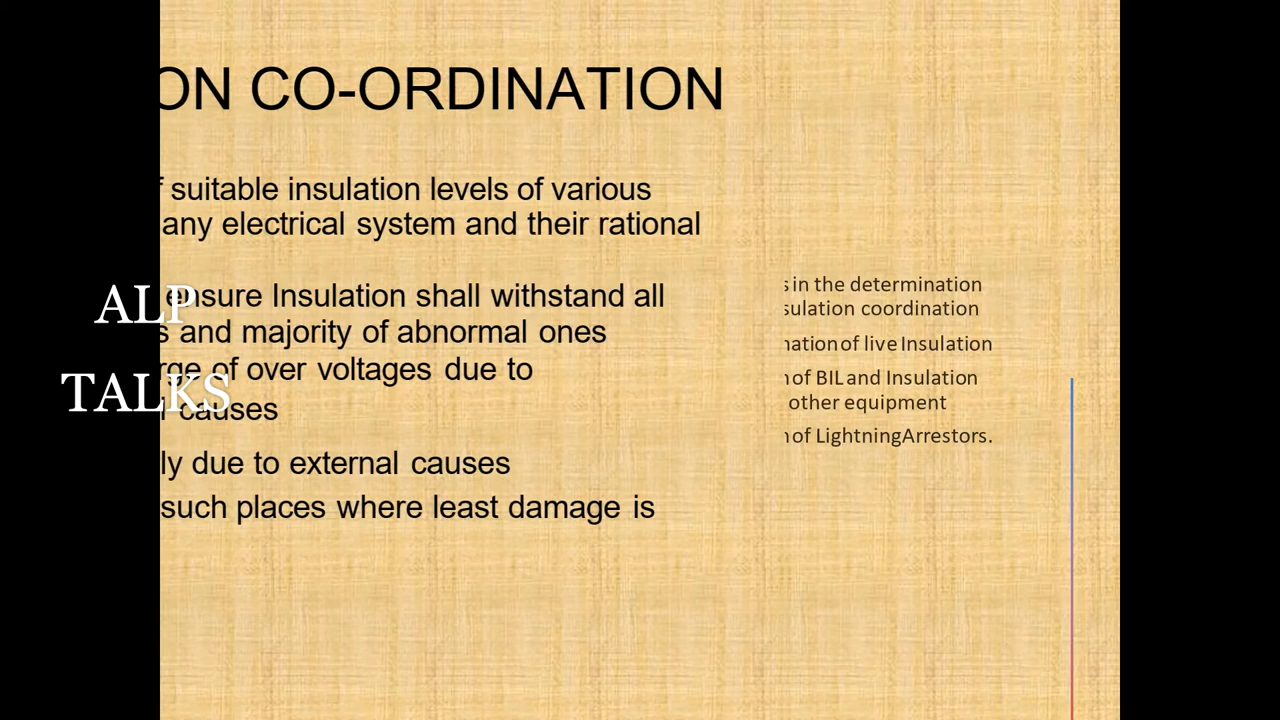 ON CO-ORDINATION
f suitable insulation levels of various
any electrical system and their rational
ensure Insulation shall withstand all
s and majority of abnormal ones
rge of over voltages due to
l causes
ly due to external causes
such places where least damage is
ALP
TALKS
s in the determination
sulation coordination
nation of live Insulation
n of BIL and Insulation
other equipment
n of Lightning Arrestors.